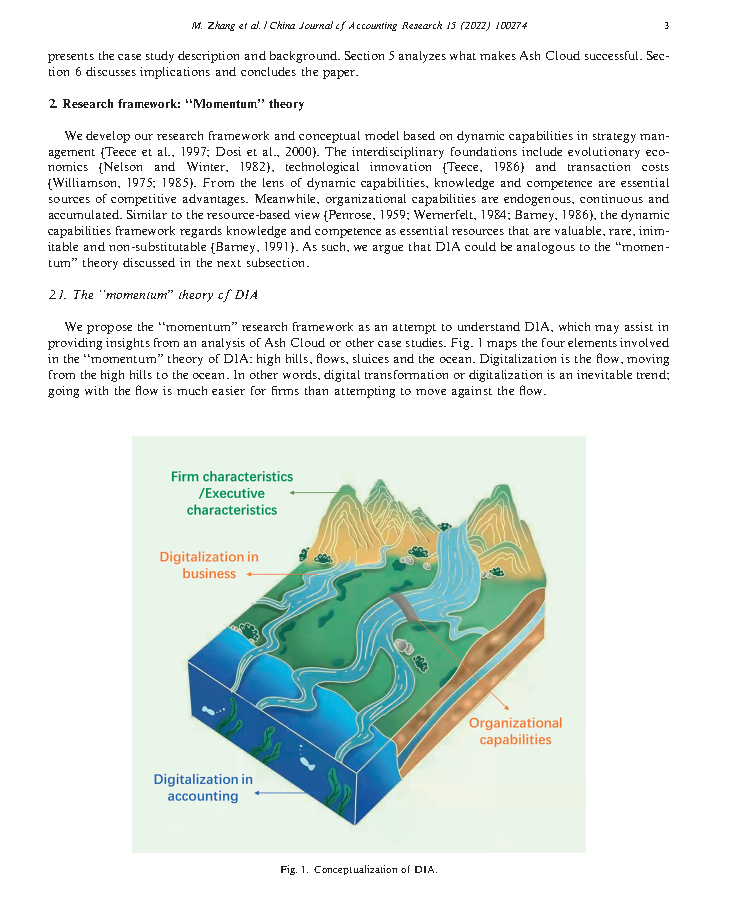 M. Zhang et al. / China Journal of Accounting Research 15 (2022) 100274
3
presents the case study description and background. Section 5 analyzes what makes Ash Cloud successful. Sec-
tion 6 discusses implications and concludes the paper.
2. Research framework: “Momentum” theory
We develop our research framework and conceptual model based on dynamic capabilities in strategy man-
agement (Teece et al., 1997; Dosi et al., 2000). The interdisciplinary foundations include evolutionary eco-
nomics (Nelson and Winter, 1982), technological innovation (Teece, 1986) and transaction costs
(Williamson, 1975; 1985). From the lens of dynamic capabilities, knowledge and competence are essential
sources of competitive advantages. Meanwhile, organizational capabilities are endogenous, continuous and
accumulated. Similar to the resource-based view (Penrose, 1959; Wernerfelt, 1984; Barney, 1986), the dynamic
capabilities framework regards knowledge and competence as essential resources that are valuable, rare, inim-
itable and non-substitutable (Barney, 1991). As such, we argue that DIA could be analogous to the “momen-
tum” theory discussed in the next subsection.
2.1. The “momentum” theory of DIA
We propose the “momentum” research framework as an attempt to understand DIA, which may assist in
providing insights from an analysis of Ash Cloud or other case studies. Fig. 1 maps the four elements involved
in the “momentum” theory of DIA: high hills, flows, sluices and the ocean. Digitalization is the flow, moving
from the high hills to the ocean. In other words, digital transformation or digitalization is an inevitable trend;
going with the flow is much easier for firms than attempting to move against the flow.
Firm characteristics
/Executive
characteristics
Digitalization in
business
Organizational
capabilities
Digitalization in
accounting
Fig. 1. Conceptualization of DIA.